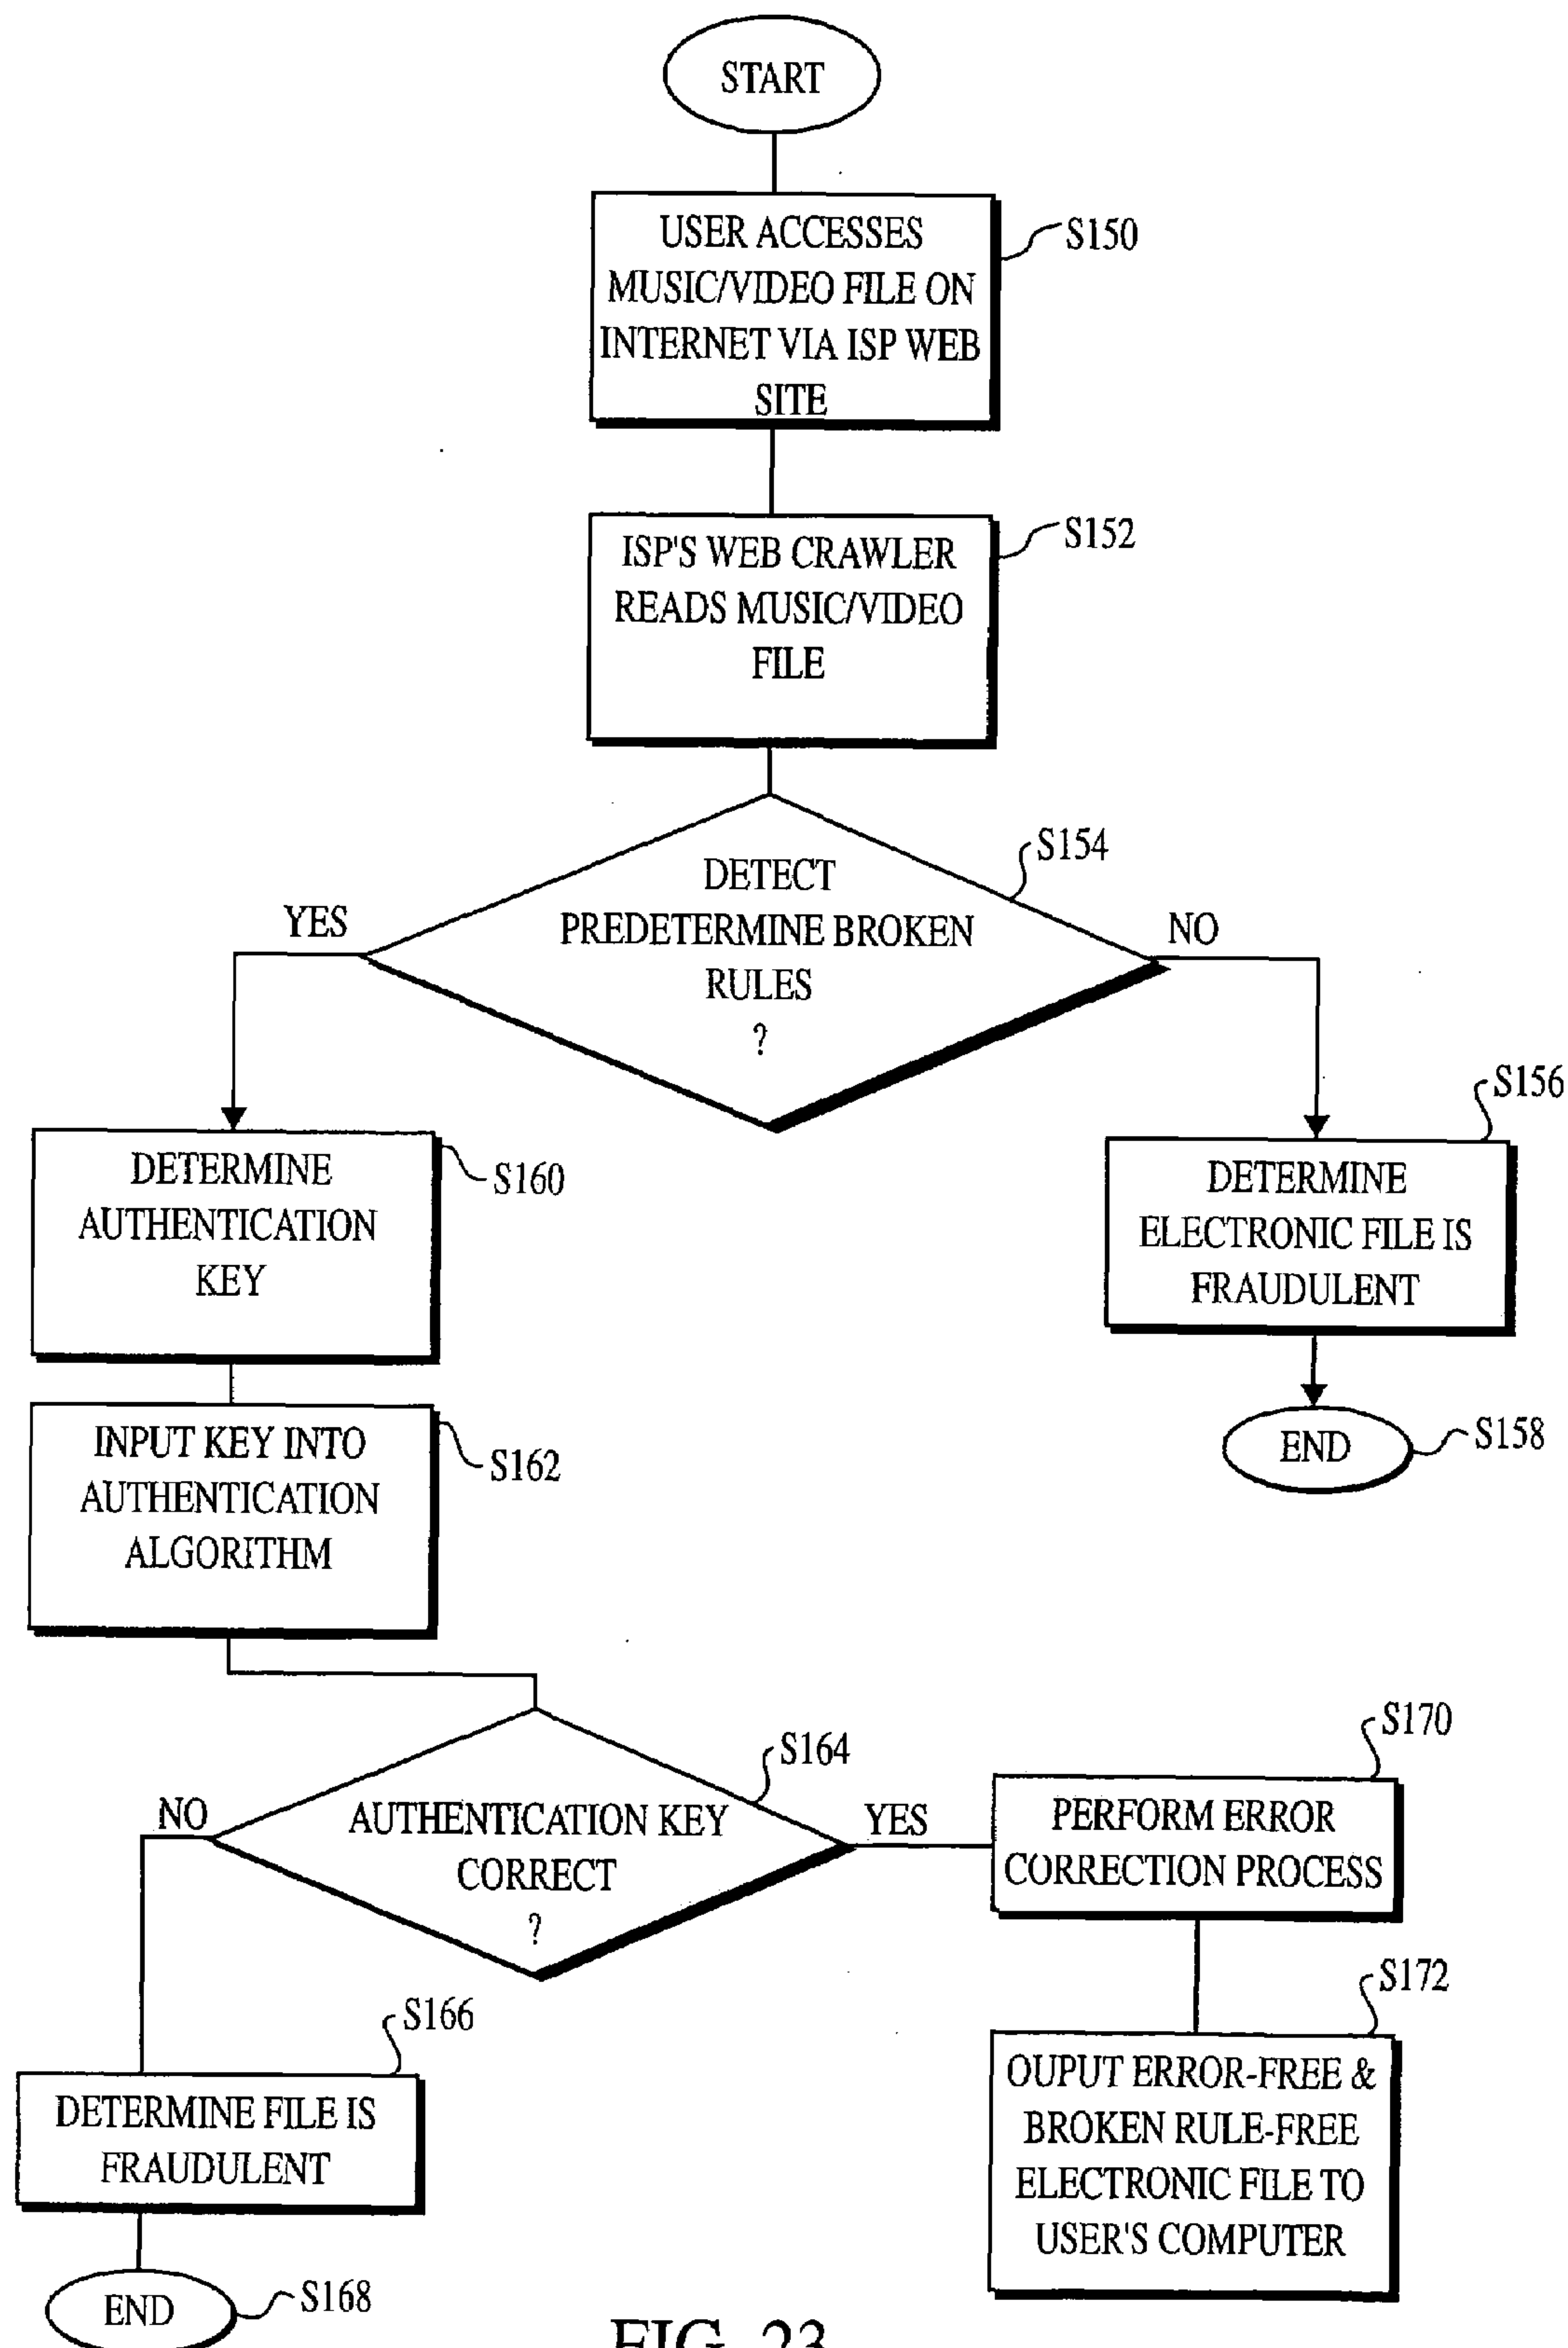 START
USER ACCESSES
MUSIC/VIDEO FILE ON
INTERNET VIA ISP WEB
SITE
S150
ISP'S WEB CRAWLER
READS MUSIC/VIDEO
FILE
S152
DETECT
PREDETERMINE BROKEN
RULES
?
S154
YES
NO
DETERMINE
AUTHENTICATION
KEY
S160
DETERMINE
ELECTRONIC FILE IS
FRAUDULENT
S156
END
S158
INPUT KEY INTO
AUTHENTICATION
ALGORITHM
S162
AUTHENTICATION KEY
CORRECT
?
S164
NO
YES
PERFORM ERROR
CORRECTION PROCESS
S170
OUPUT ERROR-FREE &
BROKEN RULE-FREE
ELECTRONIC FILE TO
USER'S COMPUTER
S172
DETERMINE FILE IS
FRAUDULENT
S166
END
S168
FIG. 23